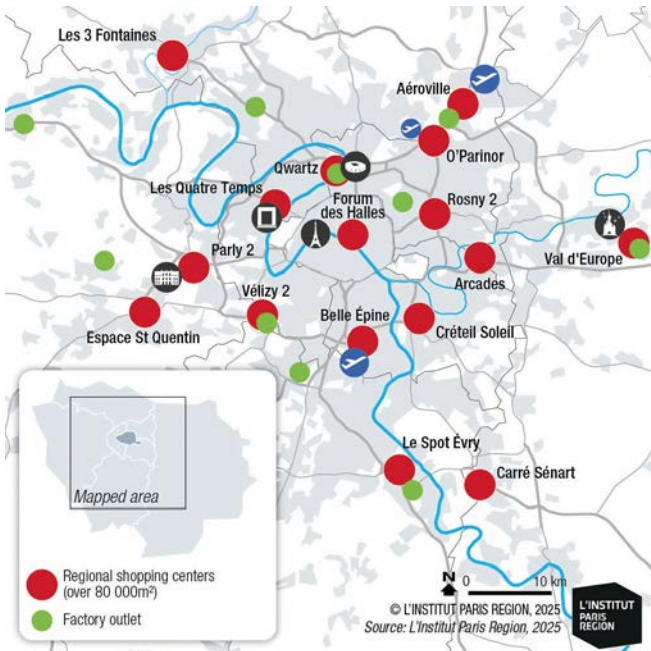 Les 3 Fontaines
Aéroville
O'Parinor
Qwartz
Les Quatre Temps
Forum
des Halles
Rosny 2
Parly 2
Val d'Europe
Arcades
Vélizy 2
Belle Épine
Créteil Soleil
Espace St Quentin
Le Spot Évry
Carré Sénart
Mapped area
Regional shopping centers
(over 80 000m²)
Factory outlet
N
0 10 km
© L'INSTITUT PARIS REGION, 2025
Source: L'Institut Paris Region, 2025
L'INSTITUT
PARIS
REGION